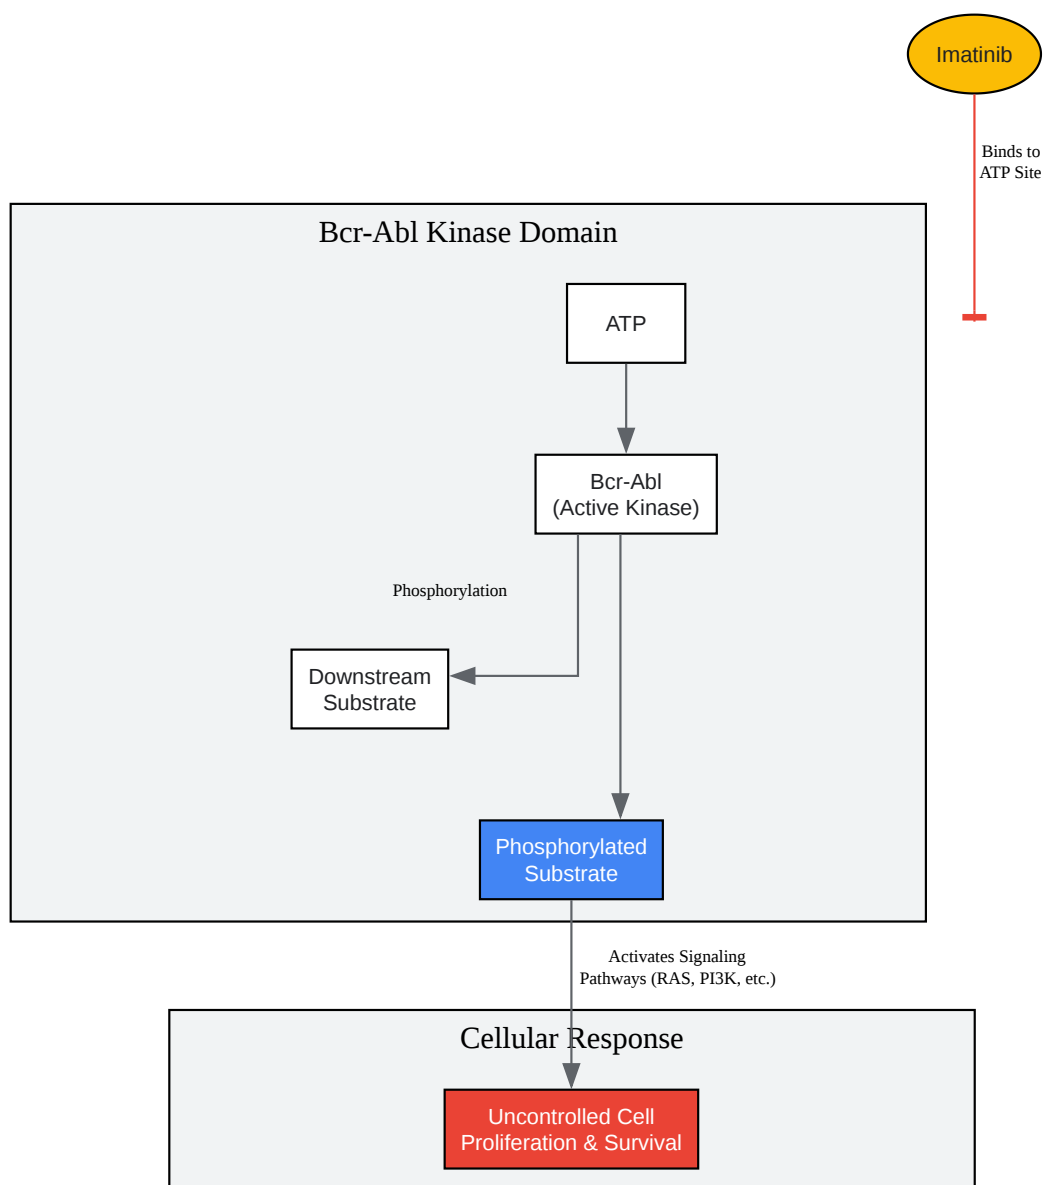 Imatinib
Binds to
ATP Site
Bcr-Abl Kinase Domain
ATP
Bcr-Abl
(Active Kinase)
Phosphorylation
Downstream
Substrate
Phosphorylated
Substrate
Activates Signaling
Pathways (RAS, PI3K, etc.)
Cellular Response
Uncontrolled Cell
Proliferation & Survival